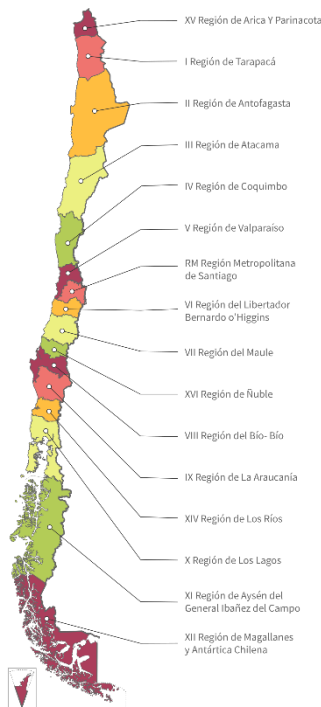 XV Región de Arica Y Parinacota
I Región de Tarapacá
II Región de Antofagasta
III Región de Atacama
IV Región de Coquimbo
V Región de Valparaíso
RM Región Metropolitana
de Santiago
VI Región del Libertador
Bernardo o'Higgins
VII Región del Maule
XVI Región de Ñuble
VIII Región del Bío- Bío
IX Región de La Araucanía
XIV Región de Los Ríos
X Región de Los Lagos
XI Región de Aysén del
General Ibañez del Campo
XII Región de Magallanes
y Antártica Chilena